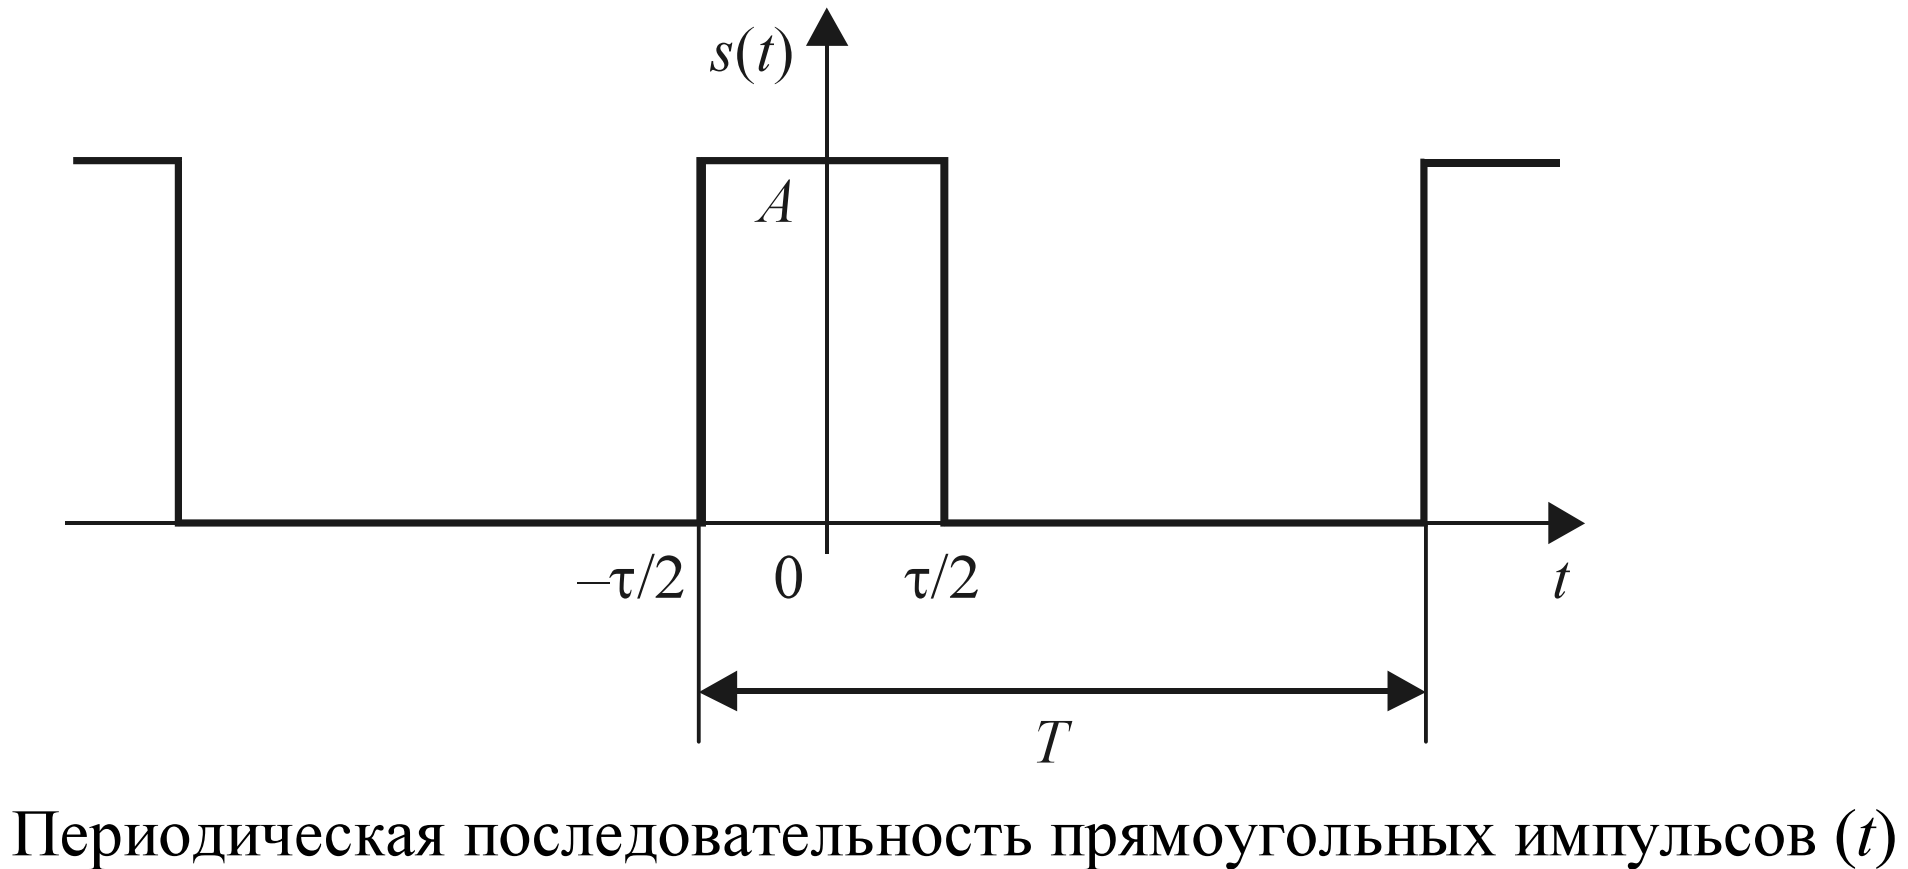 s(t)
A
–τ/2 0 τ/2 t
T
Периодическая последовательность прямоугольных импульсов (t)